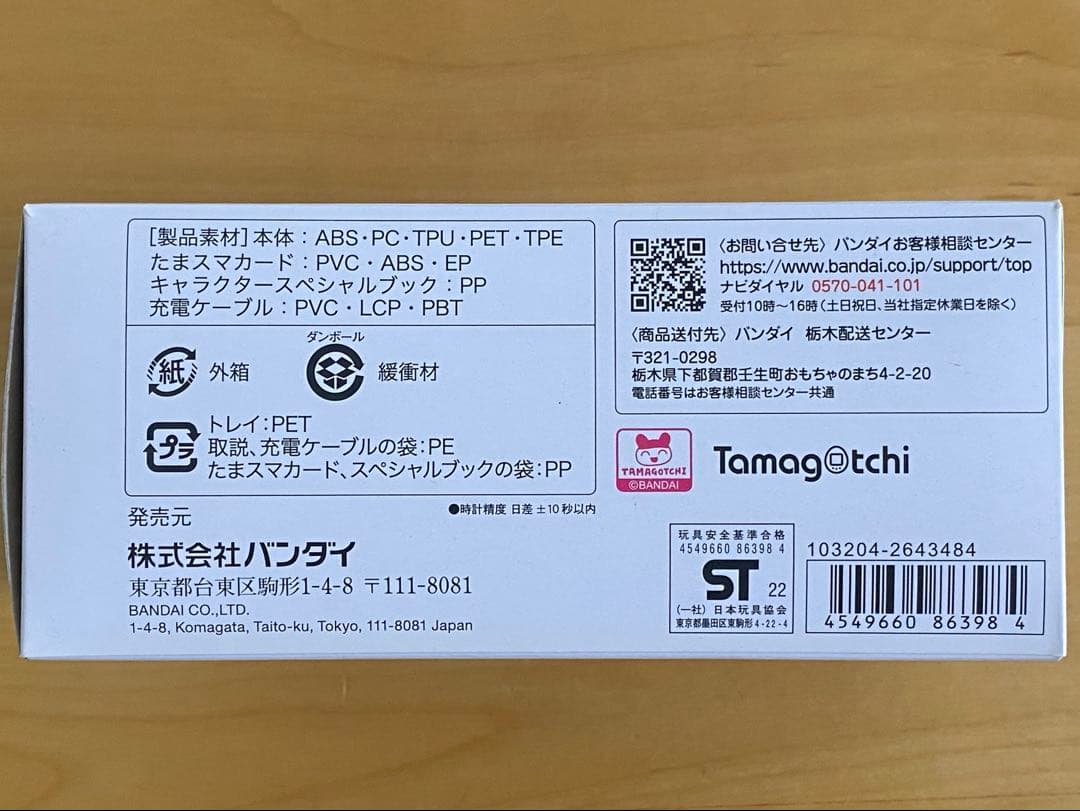 [製品素材]本体：ABS・PC・TPU・PET・TPE
たまスマカード：PVC・ABS・EP
キャラクタースペシャルブック：PP
充電ケーブル：PVC・LCP・PBT
紙 外箱
ダンボール
緩衝材
プラ
トレイ：PET
取説、充電ケーブルの袋：PE
たまスマカード、スペシャルブックの袋：PP
●時計精度 日差±10秒以内
発売元
株式会社バンダイ
東京都台東区駒形1-4-8 〒111-8081
BANDAI CO.,LTD.
1-4-8, Komagata, Taito-ku, Tokyo, 111-8081 Japan
〈お問い合せ先〉バンダイお客様相談センター
https://www.bandai.co.jp/support/top
ナビダイヤル 0570-041-101
受付10時～16時（土日祝日、当社指定休業日を除く）
〈商品送付先〉バンダイ 栃木配送センター
〒321-0298
栃木県下都賀郡壬生町おもちゃのまち4-2-20
電話番号はお客様相談センター共通
TAMAGOTCHI
©BANDAI
Tamagotchi
玩具安全基準合格
4549660 86398 4
ST 22
(一社) 日本玩具協会
東京都墨田区東駒形4-22-4
103204-2643484
4549660 863984